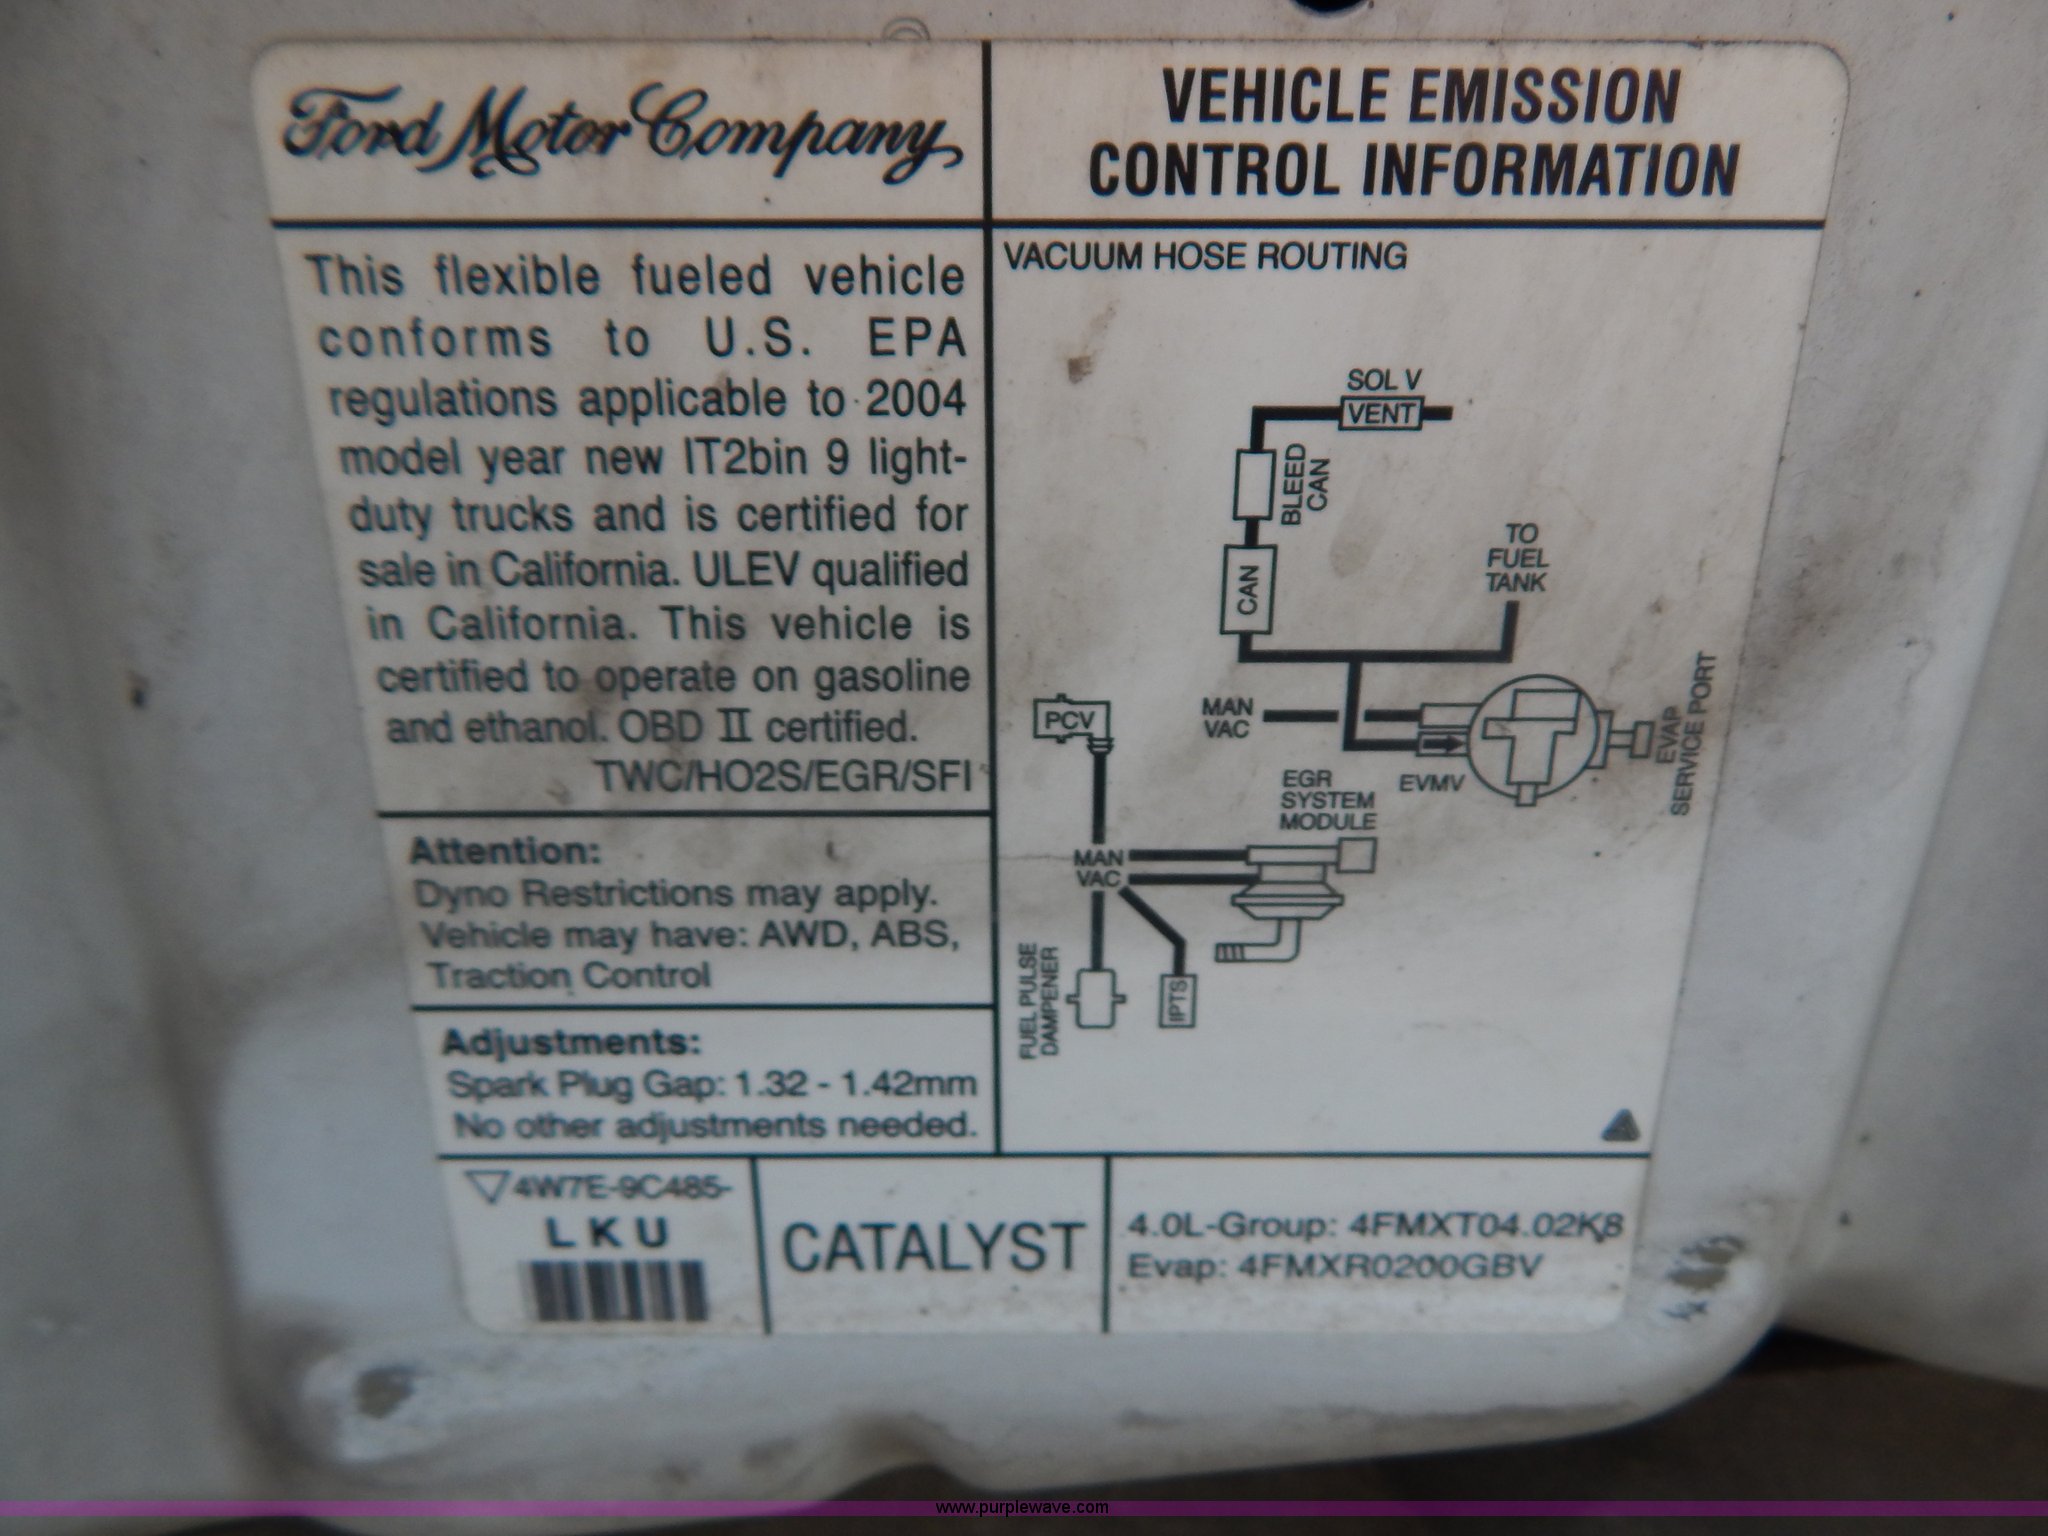 Ford Motor Company
VEHICLE EMISSION
CONTROL INFORMATION
This flexible fueled vehicle
conforms to U.S. EPA
regulations applicable to 2004
model year new IT2bin 9 light-
duty trucks and is certified for
sale in California. ULEV qualified
in California. This vehicle is
certified to operate on gasoline
and ethanol. OBD II certified.
TWC/HO2S/EGR/SFI
Attention:
Dyno Restrictions may apply.
Vehicle may have: AWD, ABS,
Traction Control
Adjustments:
Spark Plug Gap: 1.32 - 1.42mm
No other adjustments needed.
VACUUM HOSE ROUTING
SOL V
VENT
BLEED
CAN
CAN
TO
FUEL
TANK
MAN
VAC
EVMV
EVAP
SERVICE PORT
PCV
EGR
SYSTEM
MODULE
MAN
VAC
FUEL PULSE
DAMPENER
IPTS
4W7E-9C485-
LKU
CATALYST
4.0L-Group: 4FMXT04.02K8
Evap: 4FMXR0200GBV
www.purplewave.com